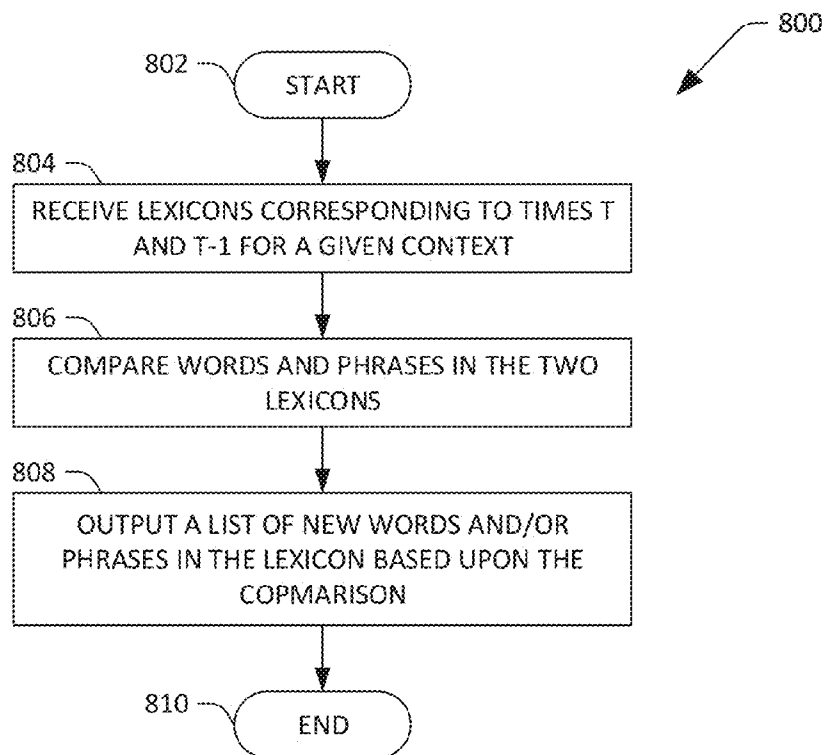 800
802
START
804
RECEIVE LEXICONS CORRESPONDING TO TIMES T
AND T-1 FOR A GIVEN CONTEXT
806
COMPARE WORDS AND PHRASES IN THE TWO
LEXICONS
808
OUTPUT A LIST OF NEW WORDS AND/OR
PHRASES IN THE LEXICON BASED UPON THE
COPMARISON
810
END